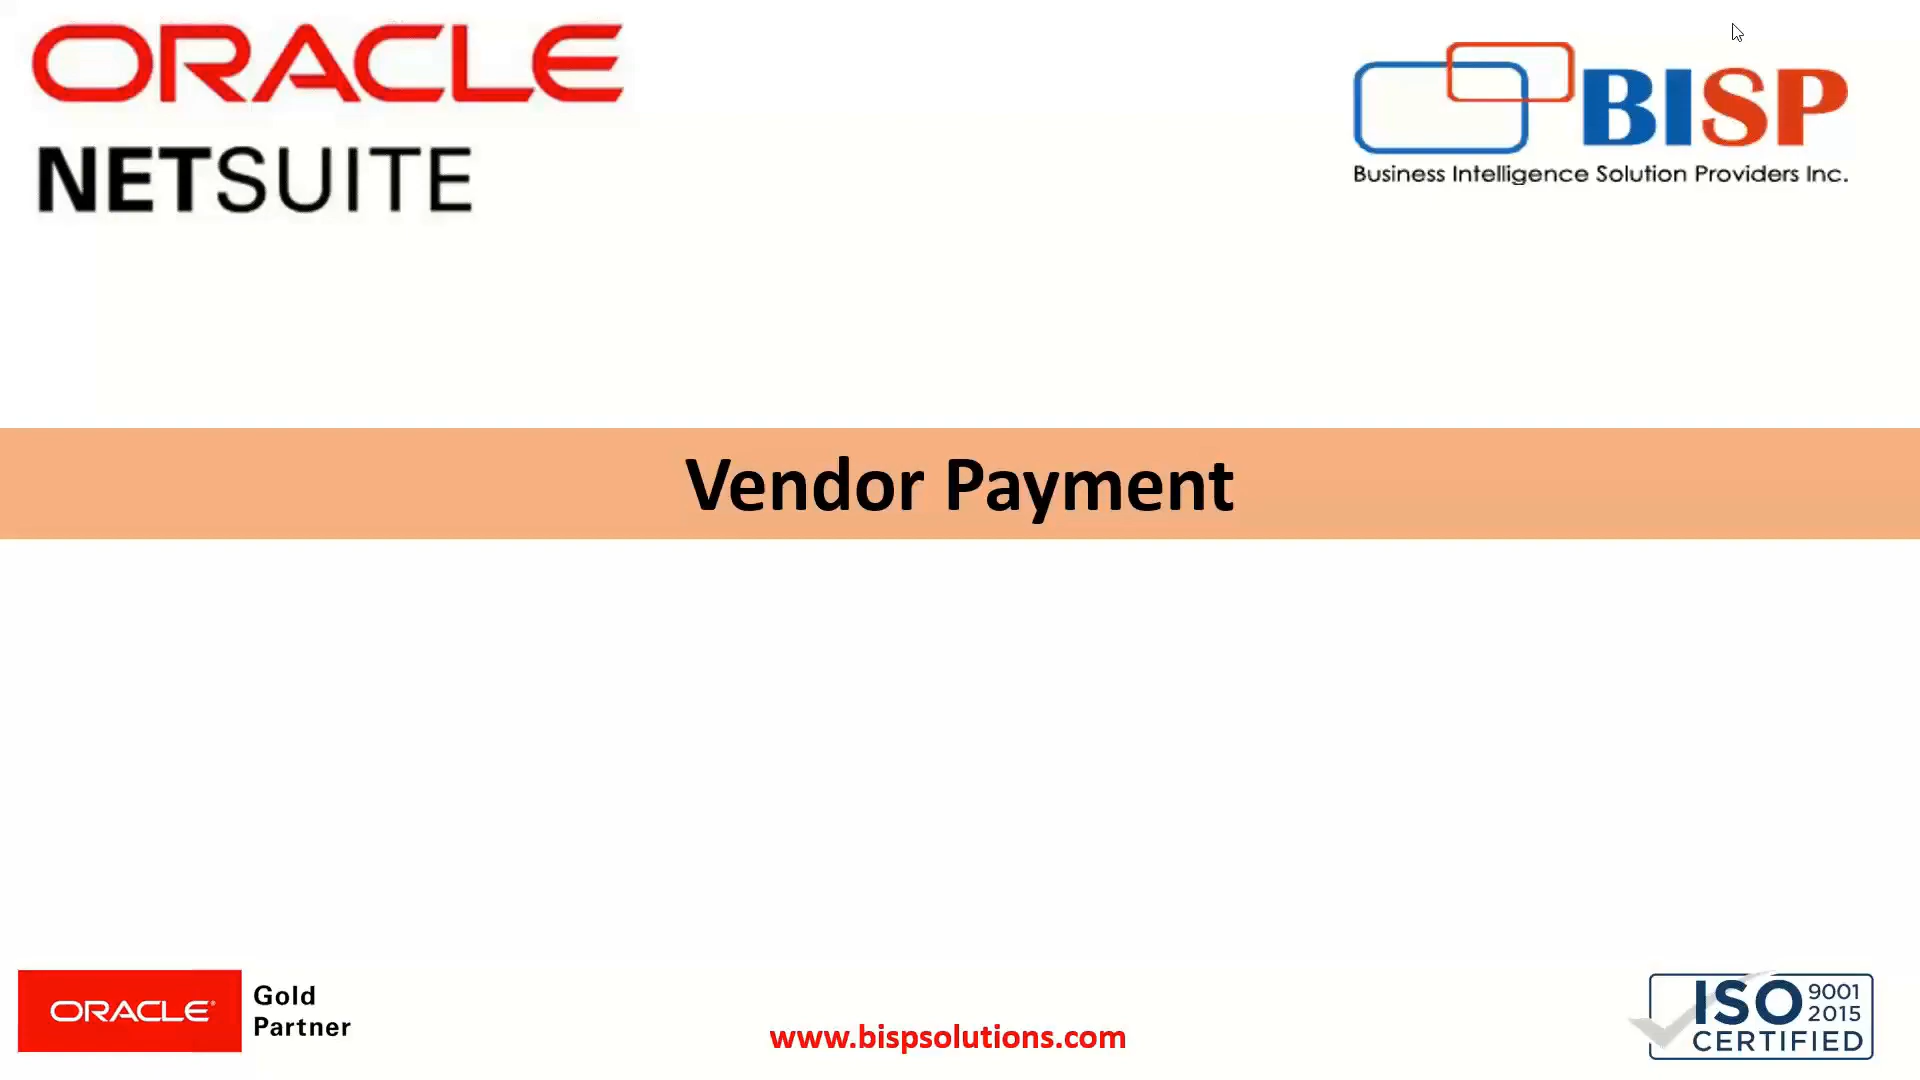 ORACLE
NETSUITE
BISP
Business Intelligence Solution Providers Inc.
Vendor Payment
ORACLE®
Gold
Partner
www.bispsolutions.com
ISO 9001
2015
CERTIFIED